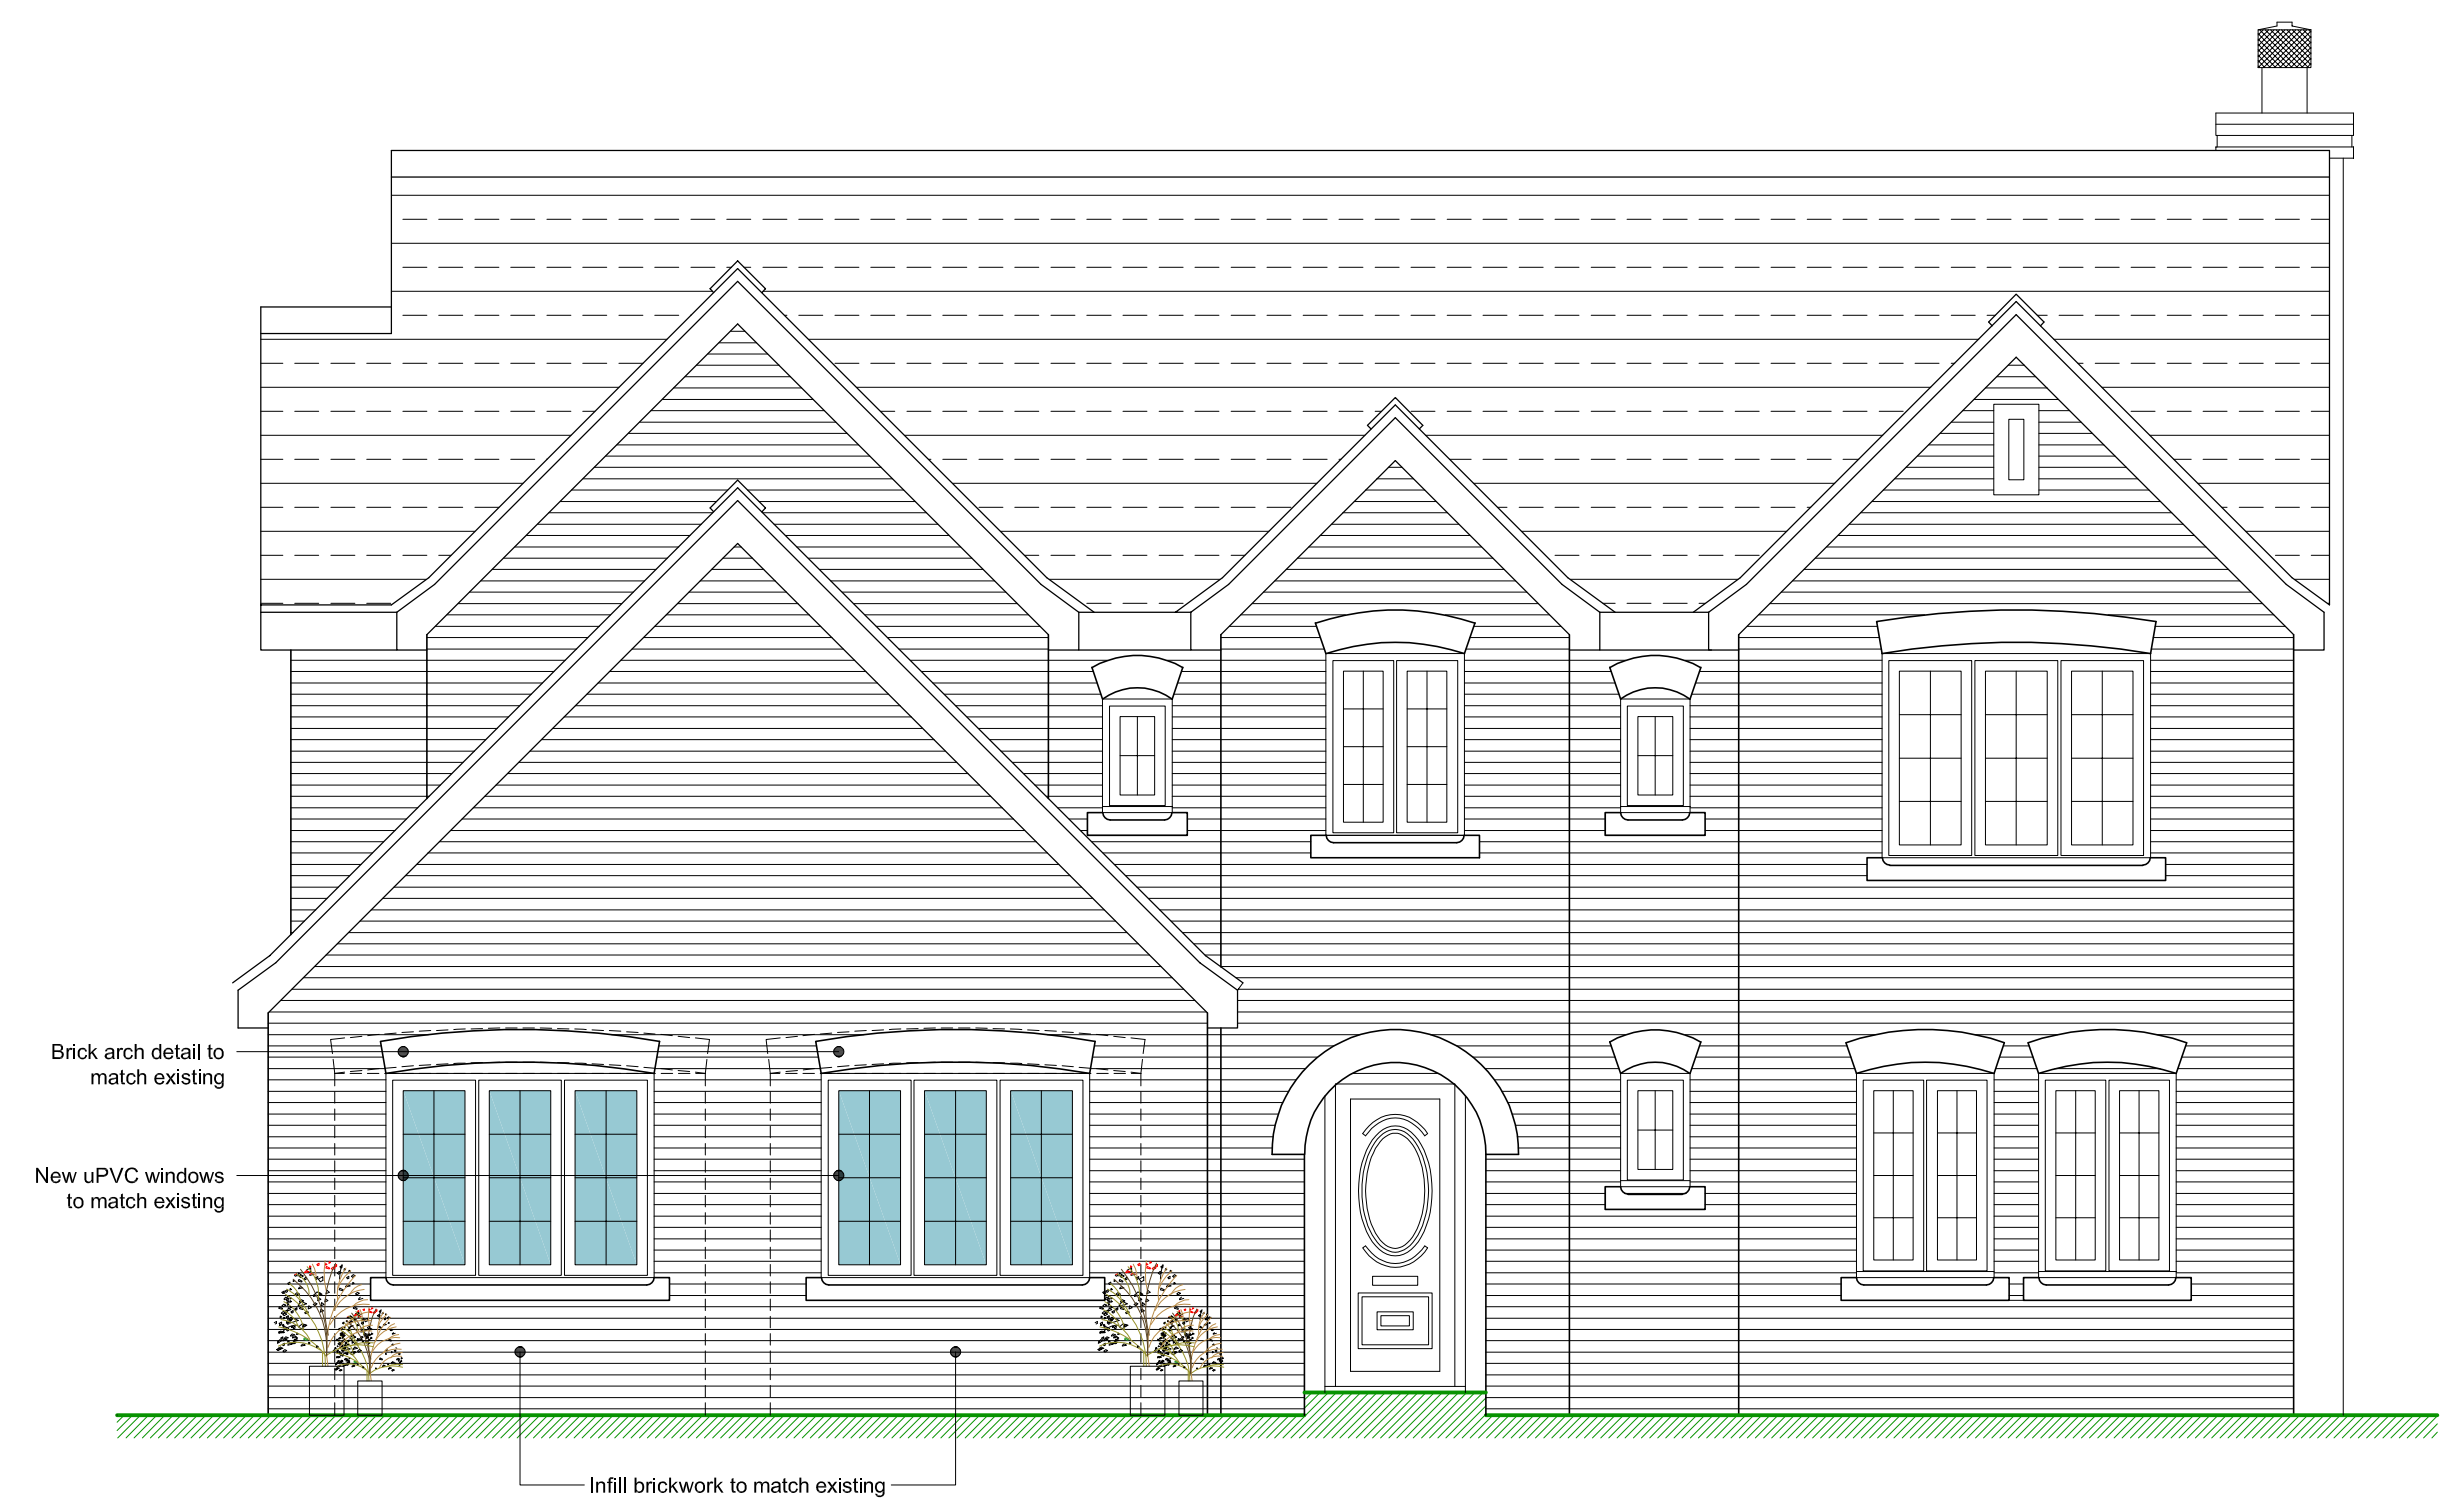 Brick arch detail to
match existing
New uPVC windows
to match existing
Infill brickwork to match existing